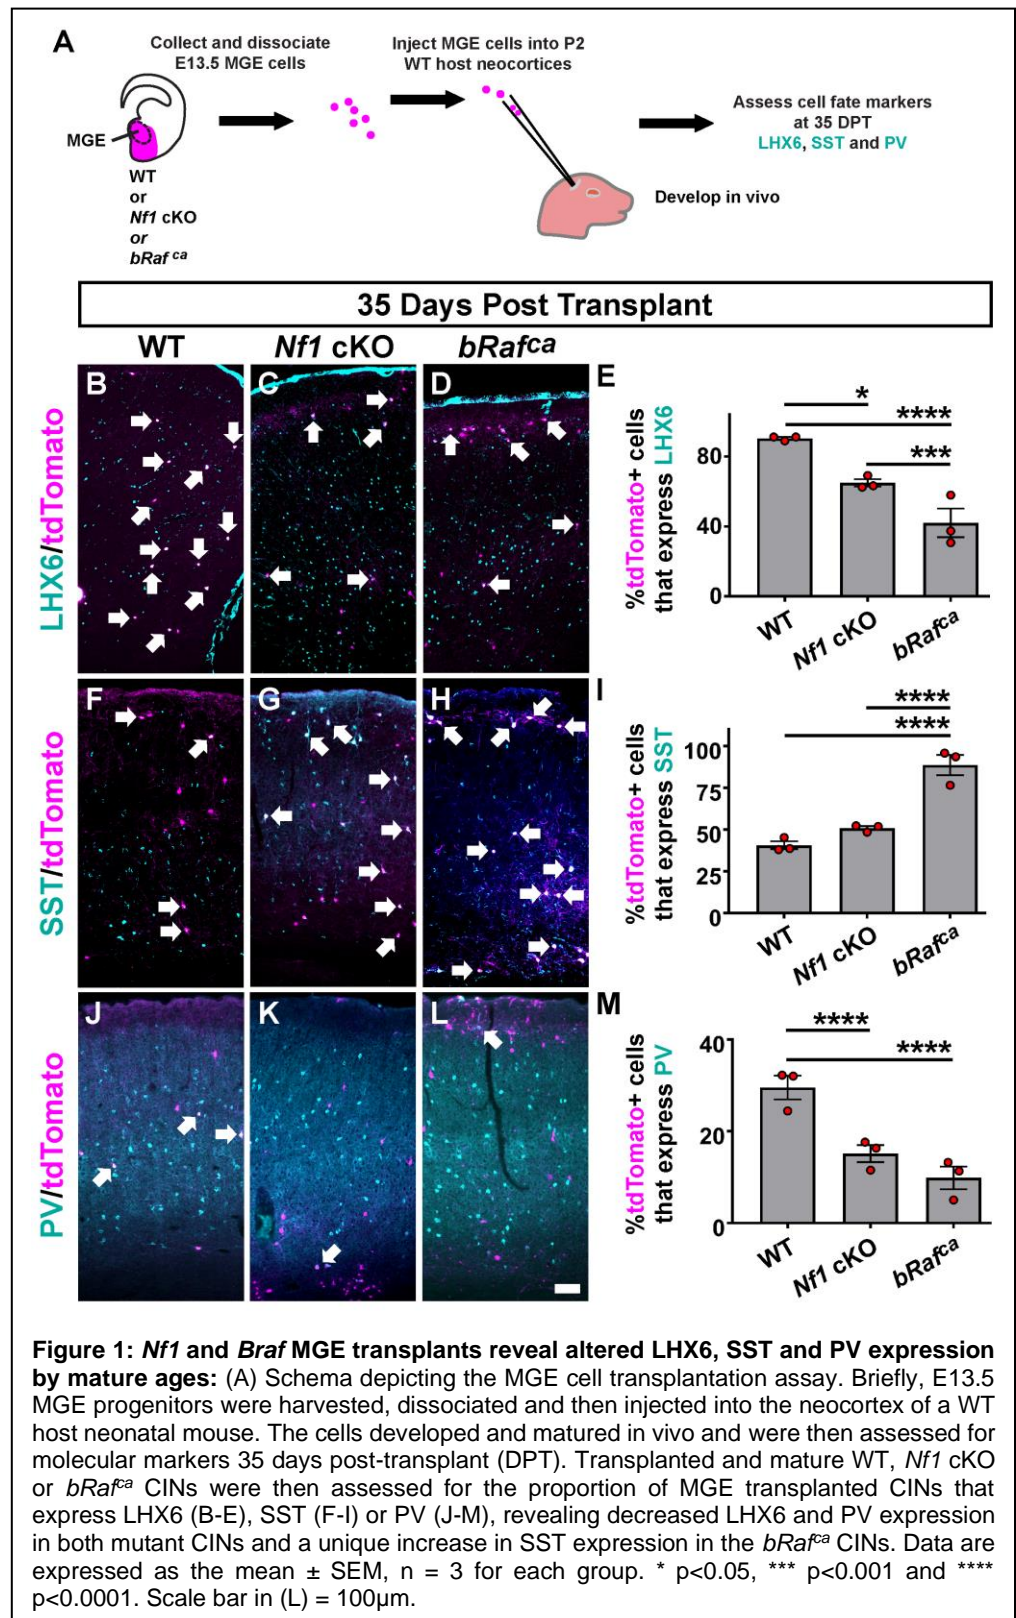 A
Collect and dissociate
E13.5 MGE cells
Inject MGE cells into P2
WT host neocortices
Assess cell fate markers
at 35 DPT
LHX6, SST and PV
MGE
WT
or
Nf1 cKO
or
bRaf ca
Develop in vivo
35 Days Post Transplant
WT
Nf1 cKO
bRafca
LHX6/tdTomato
B
C
D
E
%tdTomato+ cells
that express LHX6
*
****
***
80
40
0
WT
Nf1 cKO
bRafca
SST/tdTomato
F
G
H
I
%tdTomato+ cells
that express SST
****
****
100
75
50
25
0
WT
Nf1 cKO
bRafca
PV/tdTomato
J
K
L
M
%tdTomato+ cells
that express PV
****
****
40
20
0
WT
Nf1 cKO
bRafca
Figure 1: Nf1 and Braf MGE transplants reveal altered LHX6, SST and PV expression
by mature ages: (A) Schema depicting the MGE cell transplantation assay. Briefly, E13.5
MGE progenitors were harvested, dissociated and then injected into the neocortex of a WT
host neonatal mouse. The cells developed and matured in vivo and were then assessed for
molecular markers 35 days post-transplant (DPT). Transplanted and mature WT, Nf1 cKO
or bRafca CINs were then assessed for the proportion of MGE transplanted CINs that
express LHX6 (B-E), SST (F-I) or PV (J-M), revealing decreased LHX6 and PV expression
in both mutant CINs and a unique increase in SST expression in the bRafca CINs. Data are
expressed as the mean ± SEM, n = 3 for each group. * p<0.05, *** p<0.001 and ****
p<0.0001. Scale bar in (L) = 100µm.